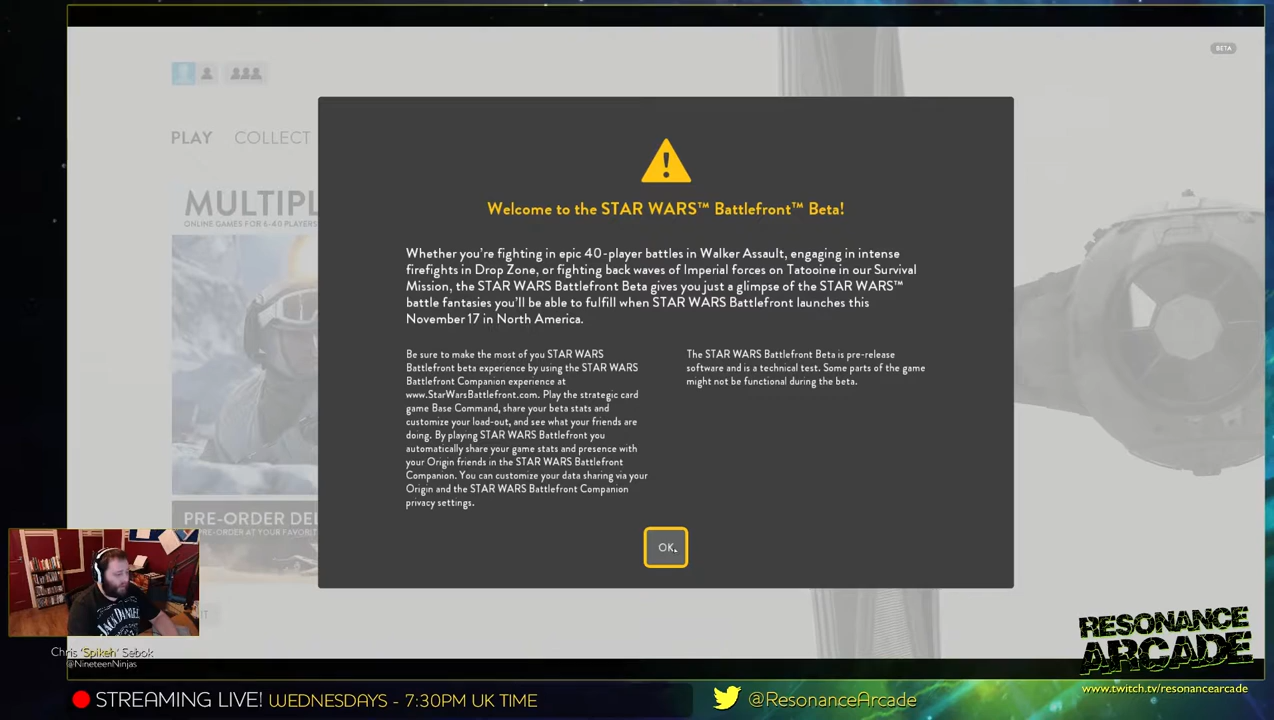 BETA
PLAY COLLECT
MULTIPL
ONLINE GAMES FOR 6-40 PLAYERS
Welcome to the STAR WARS™ Battlefront™ Beta!
Whether you're fighting in epic 40-player battles in Walker Assault, engaging in intense
firefights in Drop Zone, or fighting back waves of Imperial forces on Tatooine in our Survival
Mission, the STAR WARS Battlefront Beta gives you just a glimpse of the STAR WARS™
battle fantasies you'll be able to fulfill when STAR WARS Battlefront launches this
November 17 in North America.
Be sure to make the most of you STAR WARS
Battlefront beta experience by using the STAR WARS
Battlefront Companion experience at
www.StarWarsBattlefront.com. Play the strategic card
game Base Command, share your beta stats and
customize your load-out, and see what your friends are
doing. By playing STAR WARS Battlefront you
automatically share your game stats and presence with
your Origin friends in the STAR WARS Battlefront
Companion. You can customize your data sharing via your
Origin and the STAR WARS Battlefront Companion
privacy settings.
The STAR WARS Battlefront Beta is pre-release
software and is a technical test. Some parts of the game
might not be functional during the beta.
OK
PRE-ORDER DEL
PRE-ORDER AT YOUR FAVORIT
JACK DANIEL
Chris 'Spikeh' Sebok
@NineteenNinjas
RESONANCE
ARCADE
www.twitch.tv/resonancearcade
STREAMING LIVE! WEDNESDAYS - 7:30PM UK TIME
@ResonanceArcade